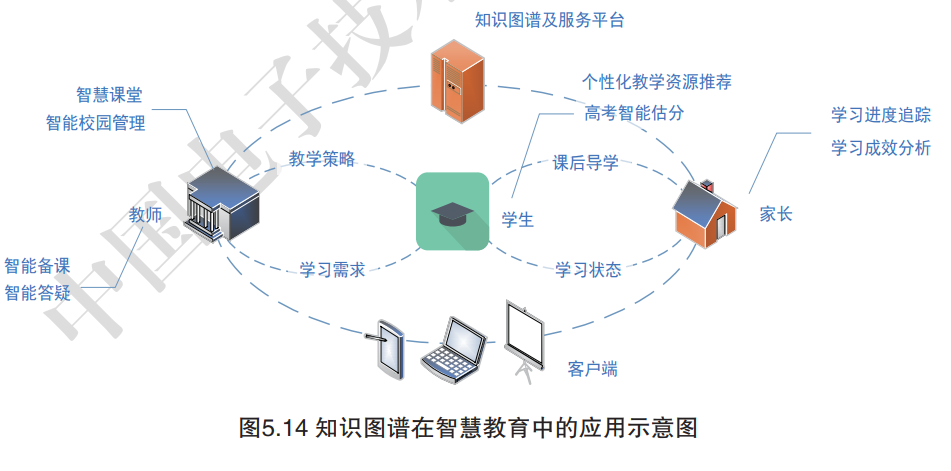 知识图谱及服务平台
智慧课堂
智能校园管理
个性化教学资源推荐
高考智能估分
学习进度追踪
学习成效分析
教学策略
课后导学
教师
学生
家长
智能备课
智能答疑
学习需求
学习状态
客户端
图5.14 知识图谱在智慧教育中的应用示意图
中国电子技术